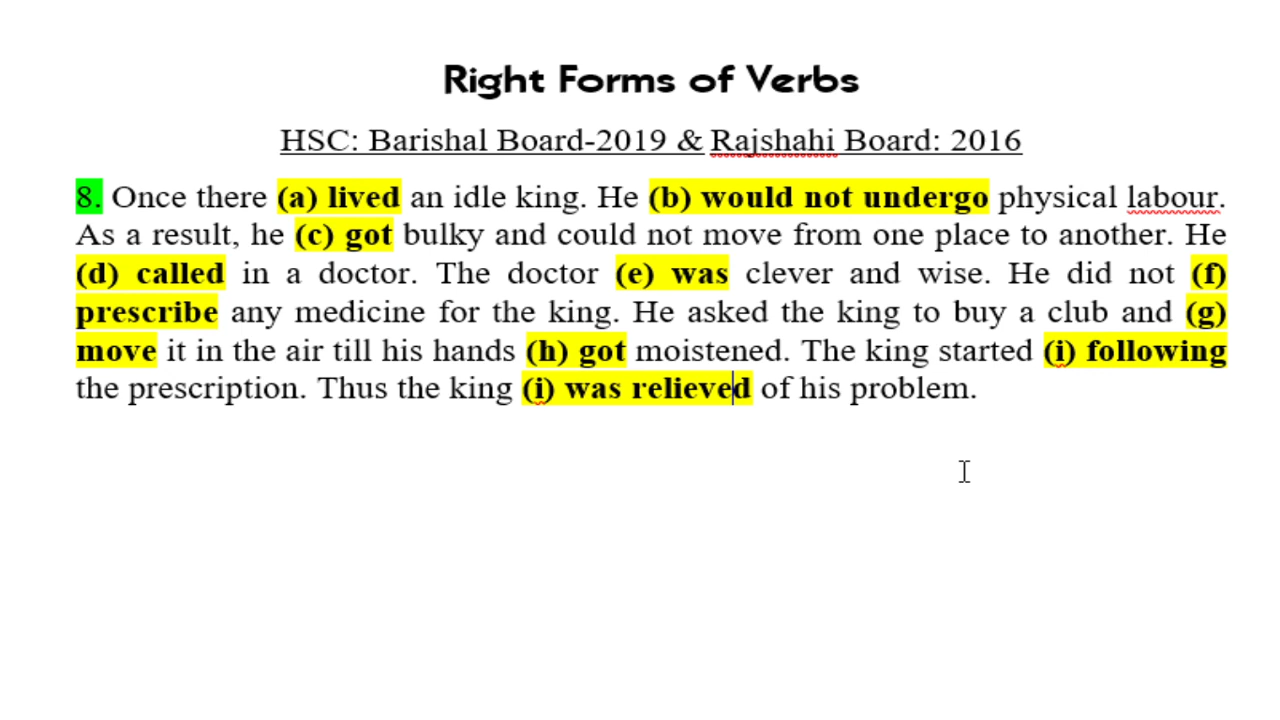 Right Forms of Verbs
HSC: Barishal Board-2019 & Rajshahi Board: 2016
8. Once there (a) lived an idle king. He (b) would not undergo physical labour.
As a result, he (c) got bulky and could not move from one place to another. He
(d) called in a doctor. The doctor (e) was clever and wise. He did not (f)
prescribe any medicine for the king. He asked the king to buy a club and (g)
move it in the air till his hands (h) got moistened. The king started (i) following
the prescription. Thus the king (i) was relieved of his problem.